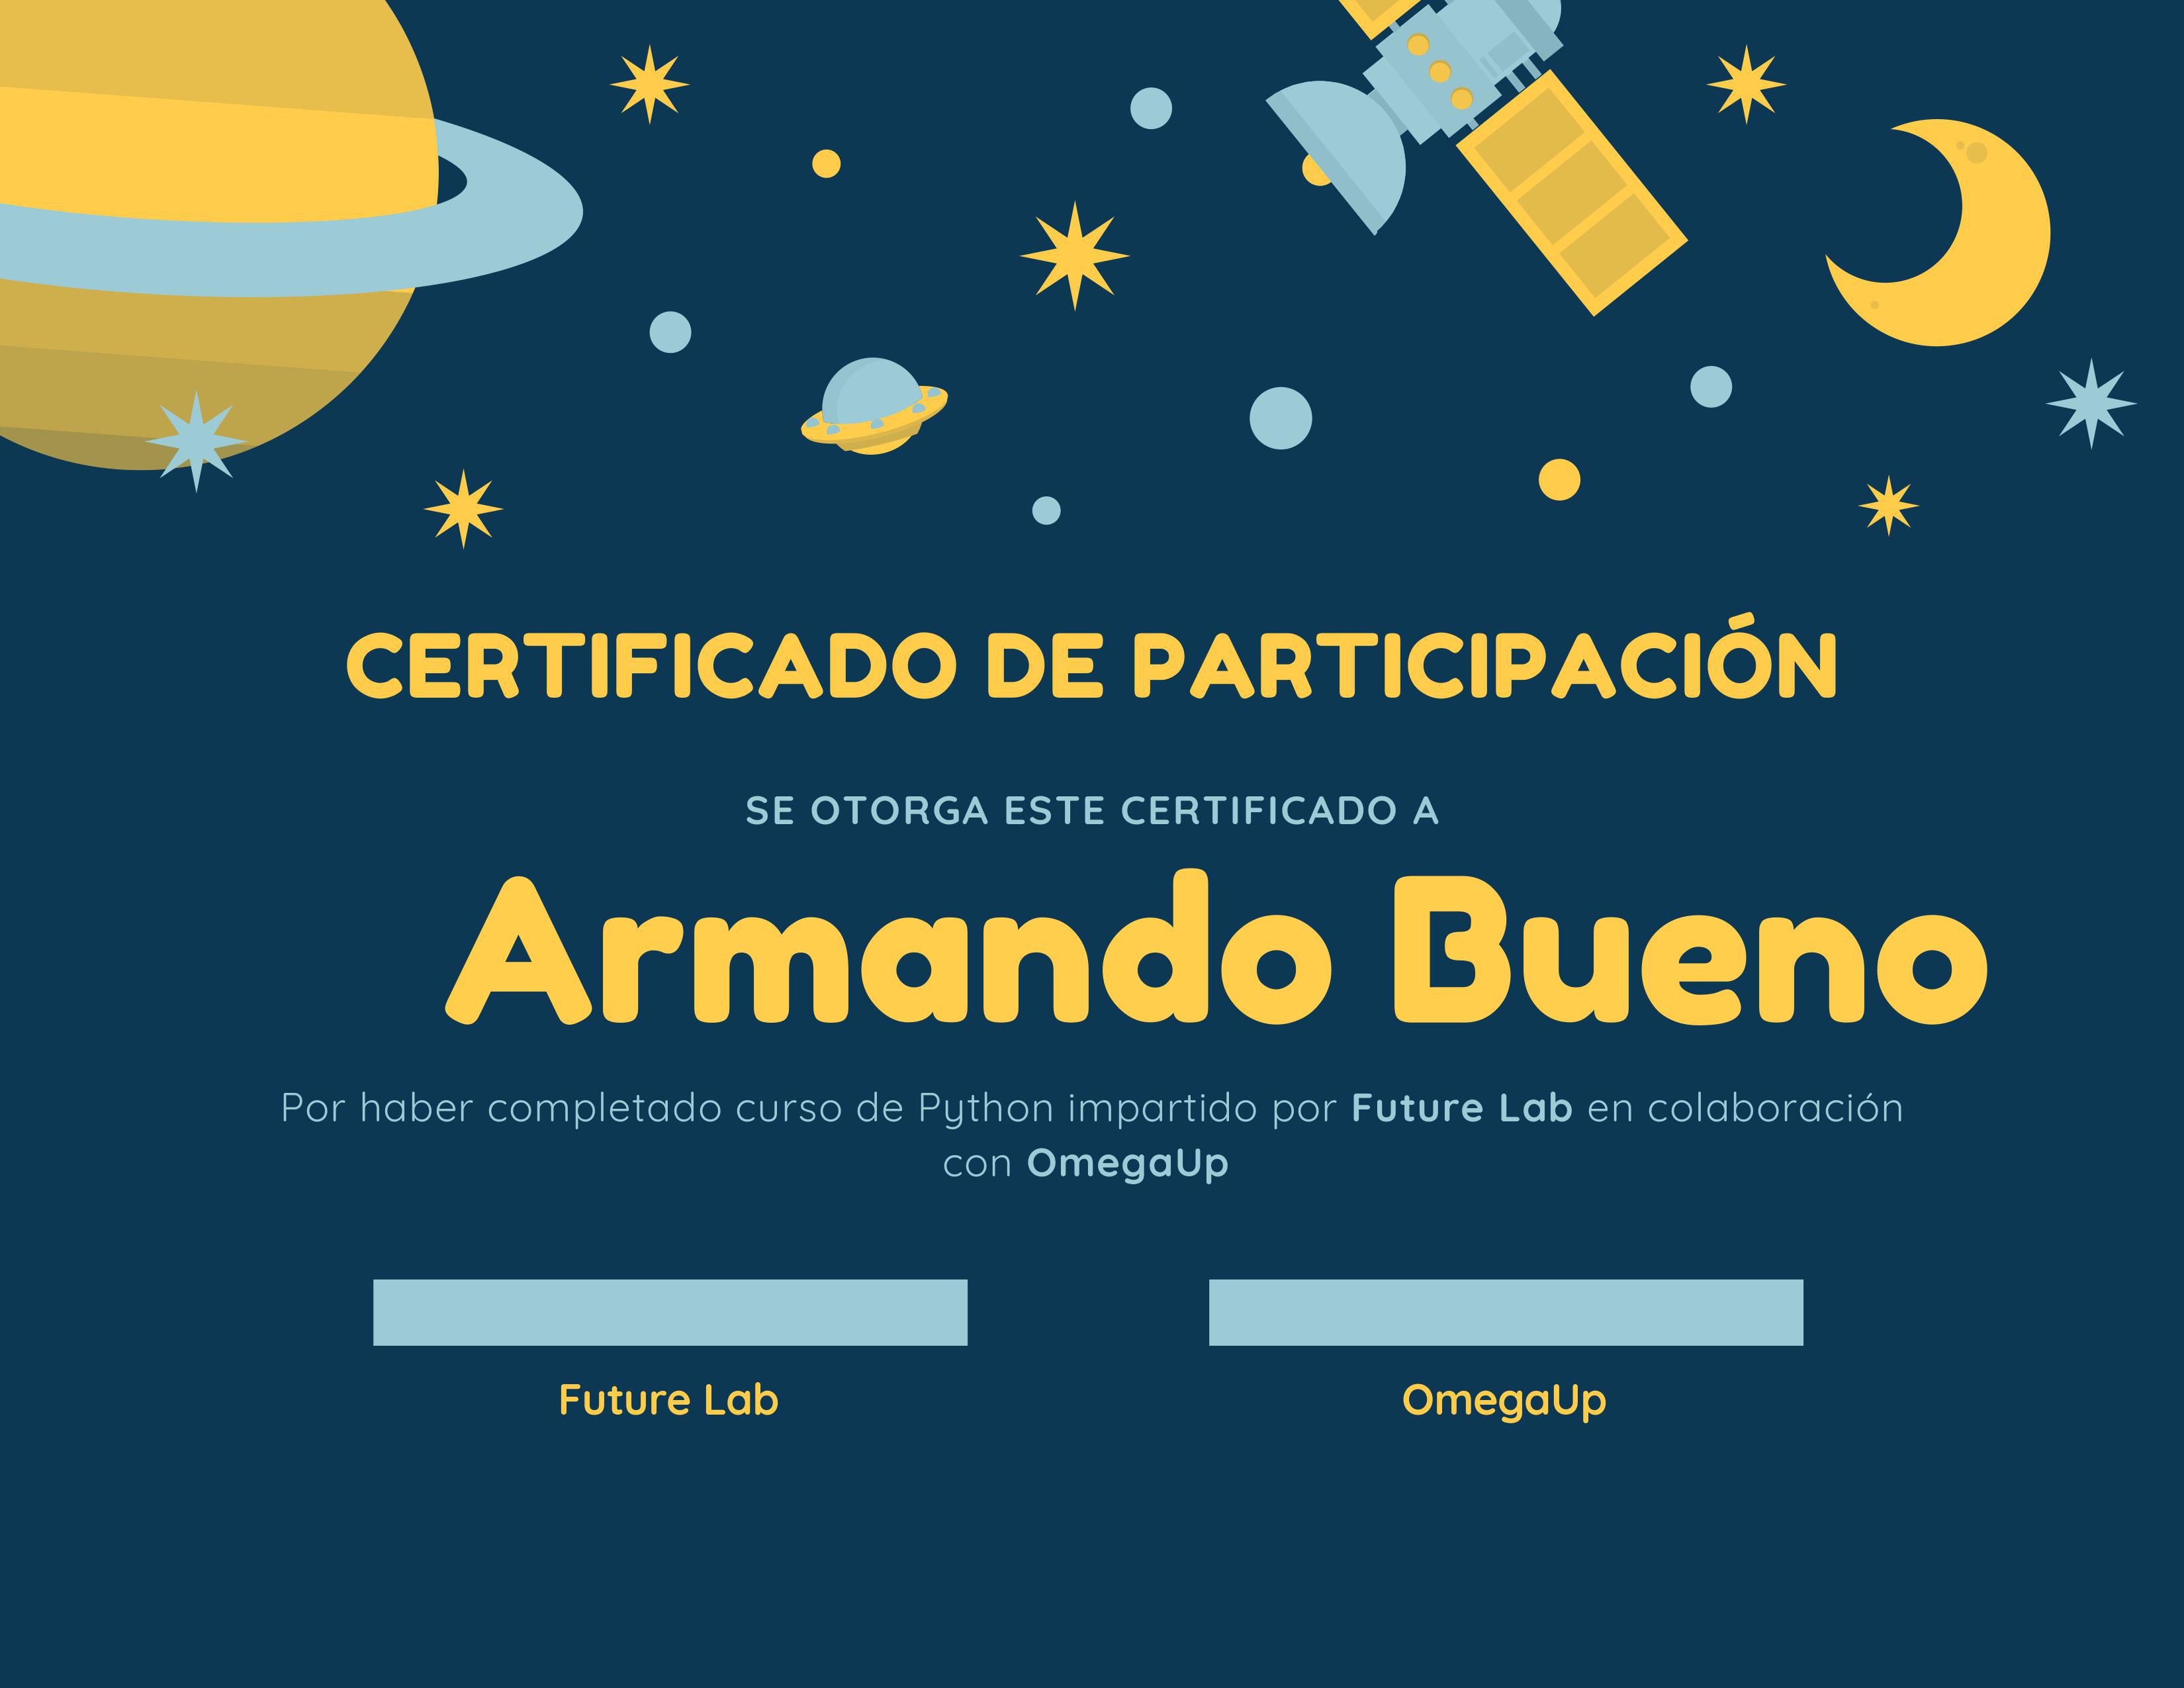 CERTIFICADO DE PARTICIPACIÓN
SE OTORGA ESTE CERTIFICADO A
Armando Bueno
Por haber completado curso de Python impartido por Future Lab en colaboración
con OmegaUp
Future Lab
OmegaUp